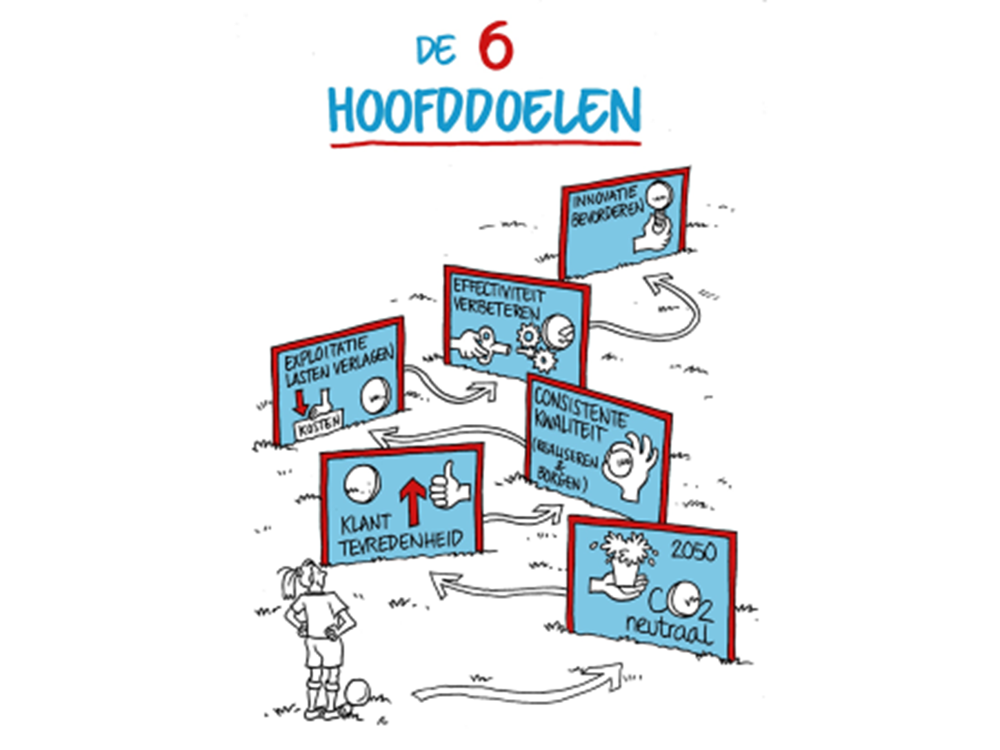 DE 6
HOOFDDOELEN
INNOVATIE
BEVORDEREN
EFFECTIVITEIT
VERBETEREN
EXPLOITATIE
LASTEN VERLAGEN
KOSTEN
CONSISTENTE
KWALITEIT
(REALISEREN
&
BORGEN)
KLANT
TEVREDENHEID
2050
CO2
neutraal